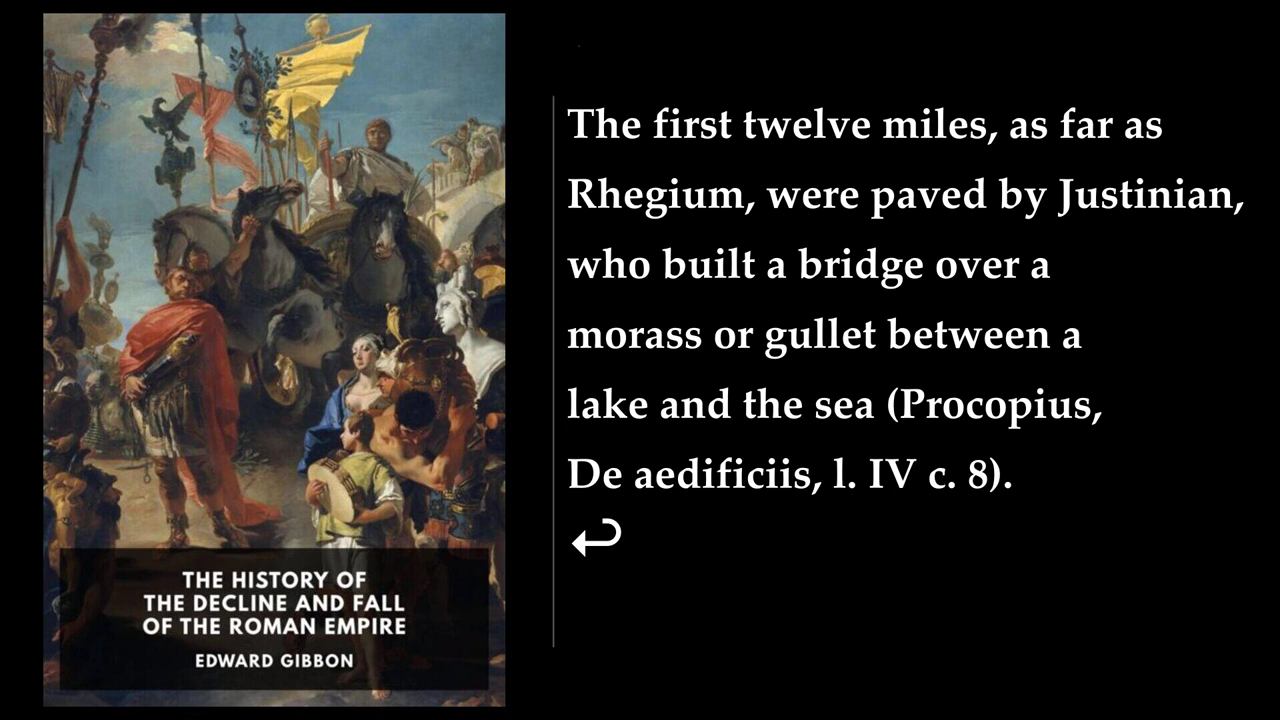 THE HISTORY OF
THE DECLINE AND FALL
OF THE ROMAN EMPIRE
EDWARD GIBBON
The first twelve miles, as far as
Rhegium, were paved by Justinian,
who built a bridge over a
morass or gullet between a
lake and the sea (Procopius,
De aedificiis, l. IV c. 8).
↩